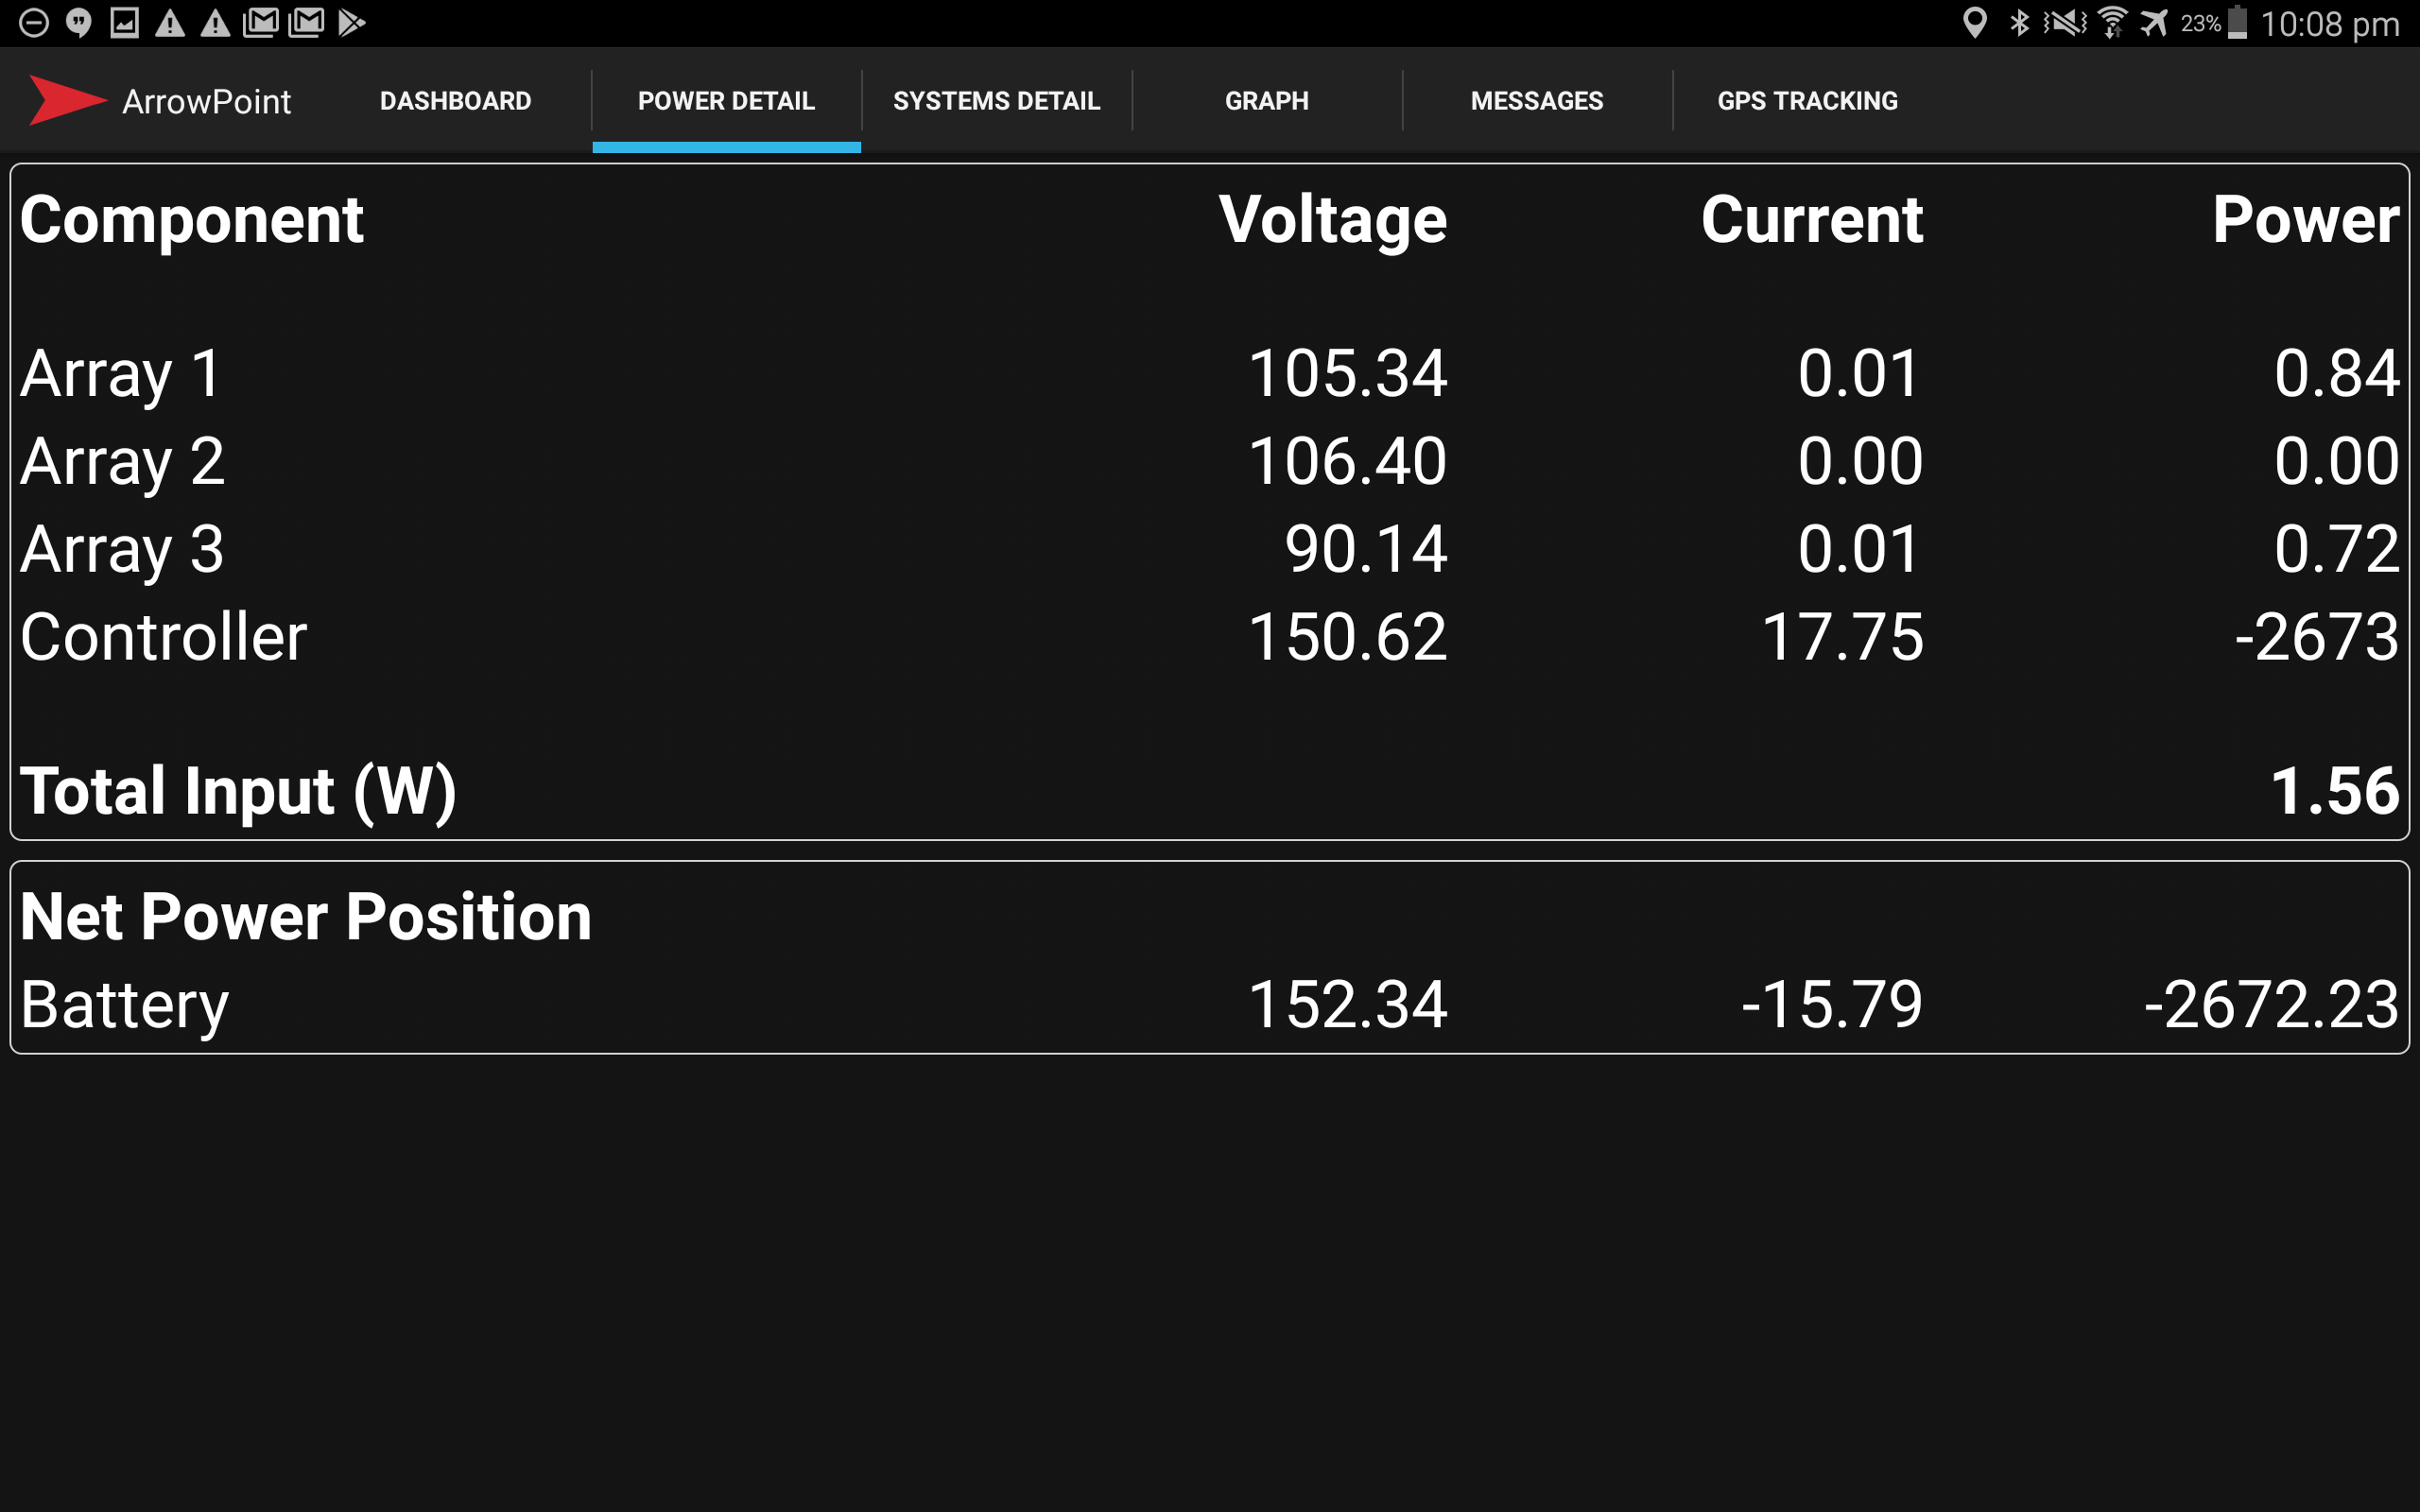 23% 10:08 pm
ArrowPoint DASHBOARD POWER DETAIL SYSTEMS DETAIL GRAPH MESSAGES GPS TRACKING
Component Voltage Current Power
Array 1 105.34 0.01 0.84
Array 2 106.40 0.00 0.00
Array 3 90.14 0.01 0.72
Controller 150.62 17.75 -2673
Total Input (W) 1.56
Net Power Position
Battery 152.34 -15.79 -2672.23